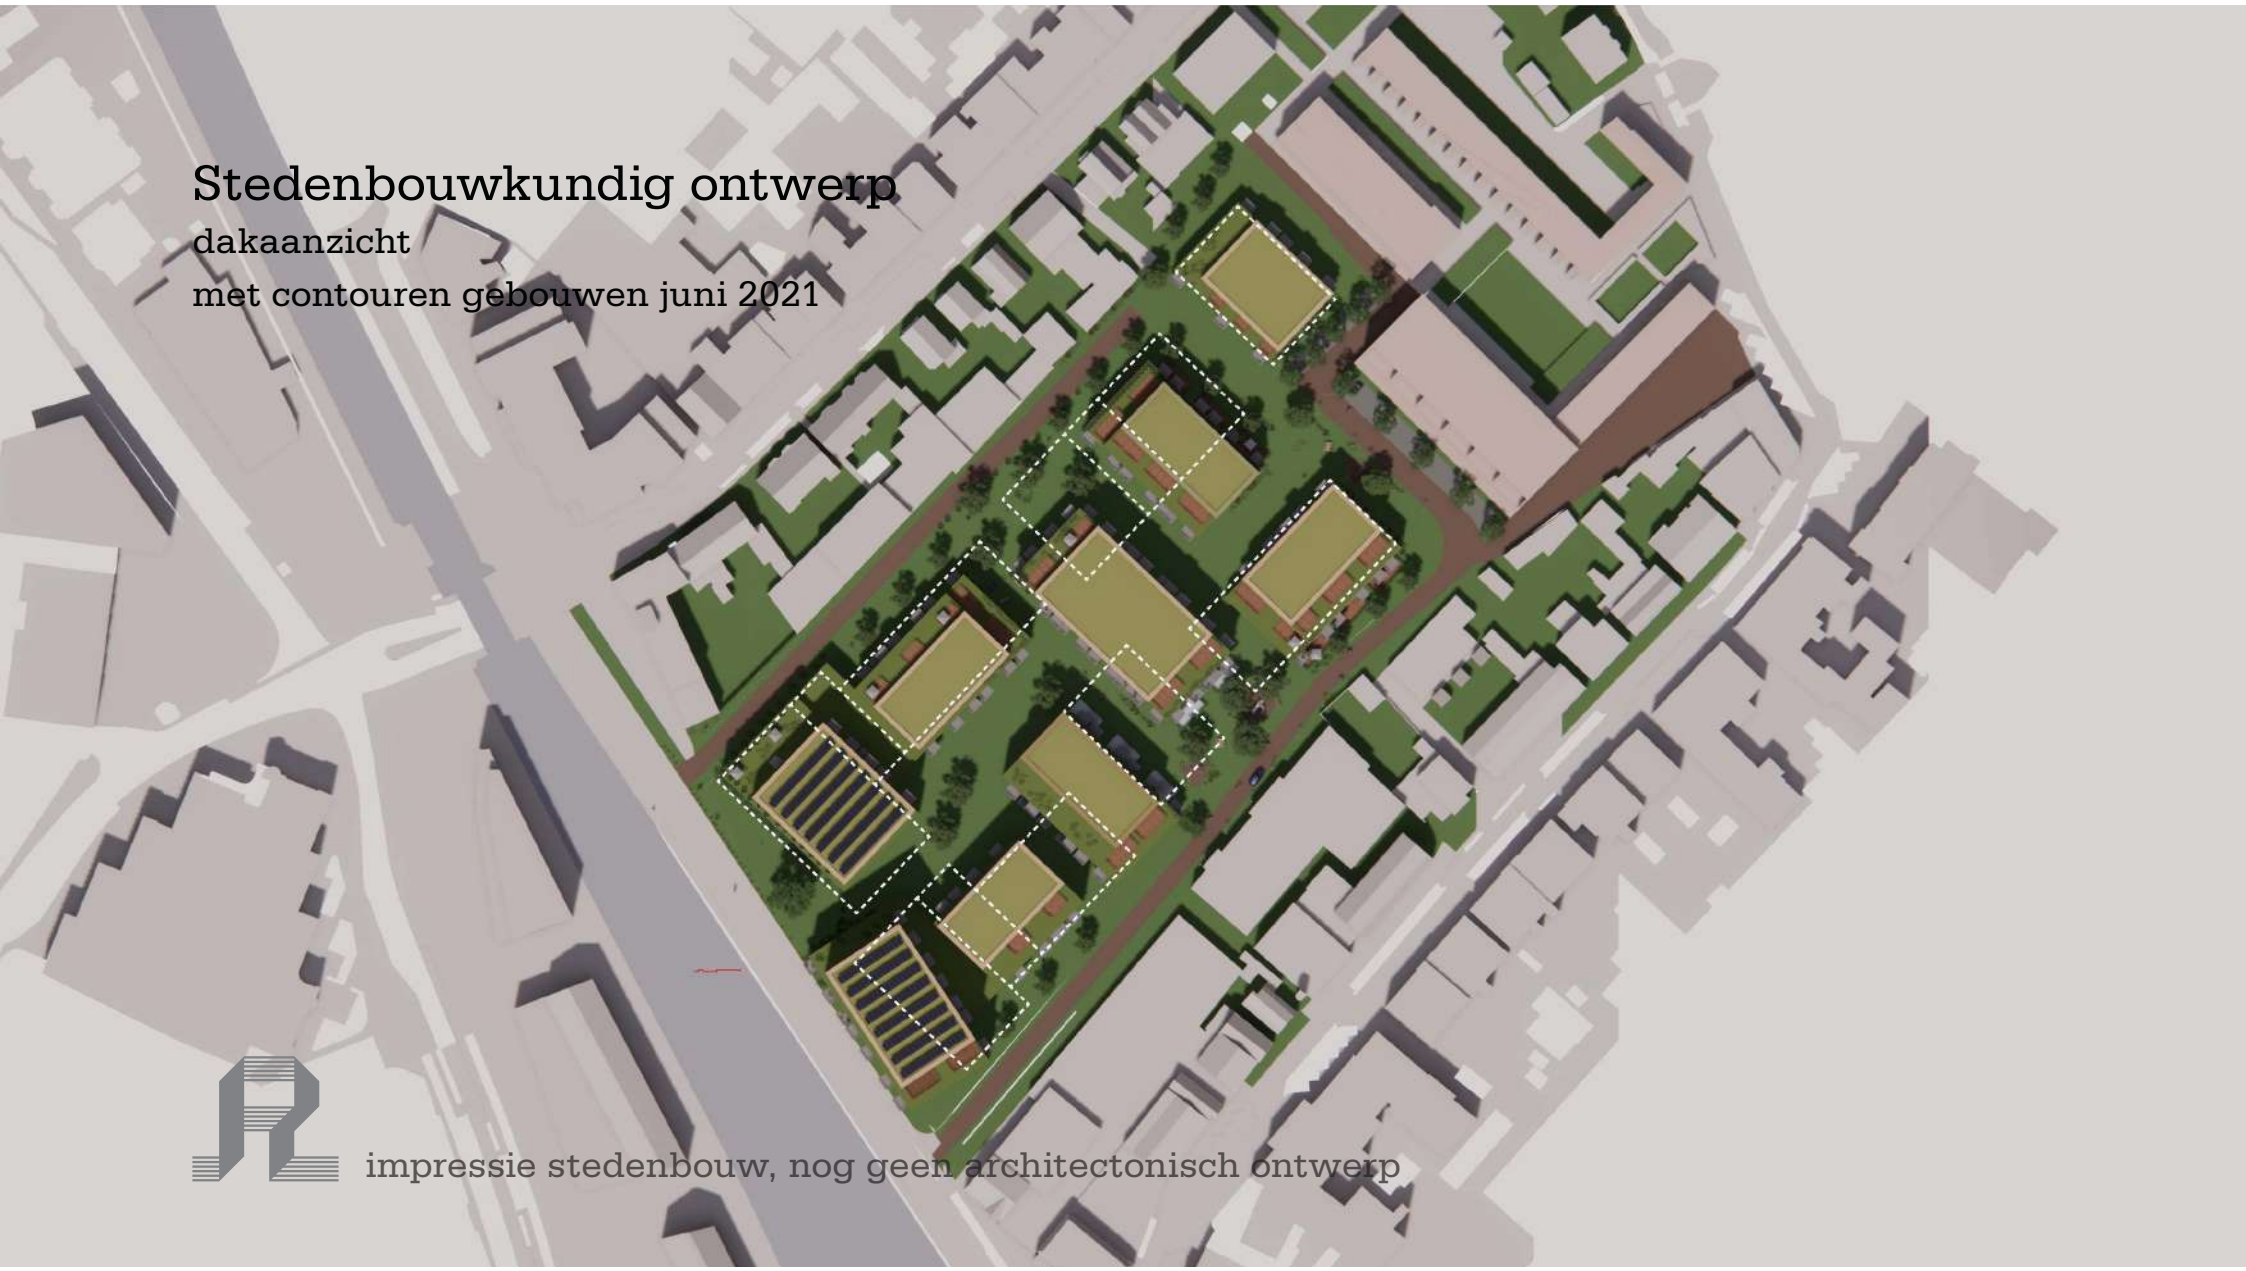 Stedenbouwkundig ontwerp
dakaanzicht
met contouren gebouwen juni 2021
impressie stedenbouw, nog geen architectonisch ontwerp